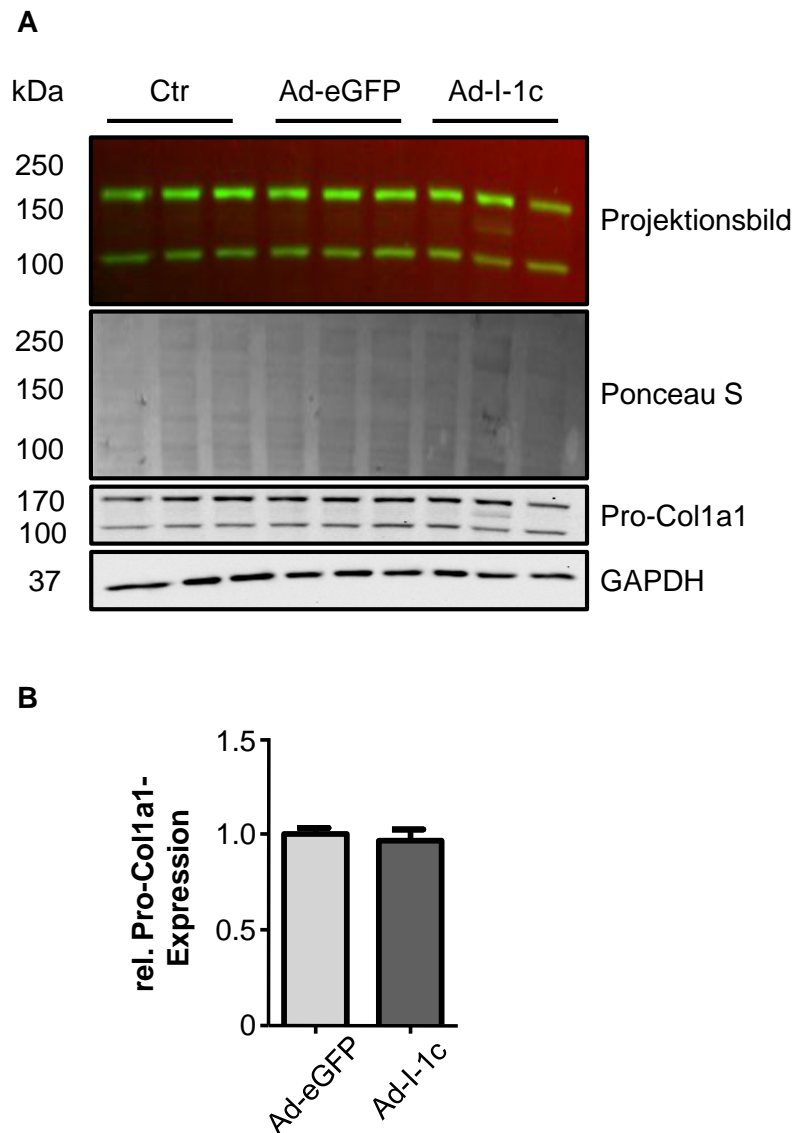 A
kDa Ctr Ad-eGFP Ad-I-1c
250
150
100
Projektionsbild
250
150
100
Ponceau S
170
100
Pro-Col1a1
37
GAPDH
B
rel. Pro-Col1a1-
Expression
1.5
1.0
0.5
0
Ad-eGFP
Ad-I-1c